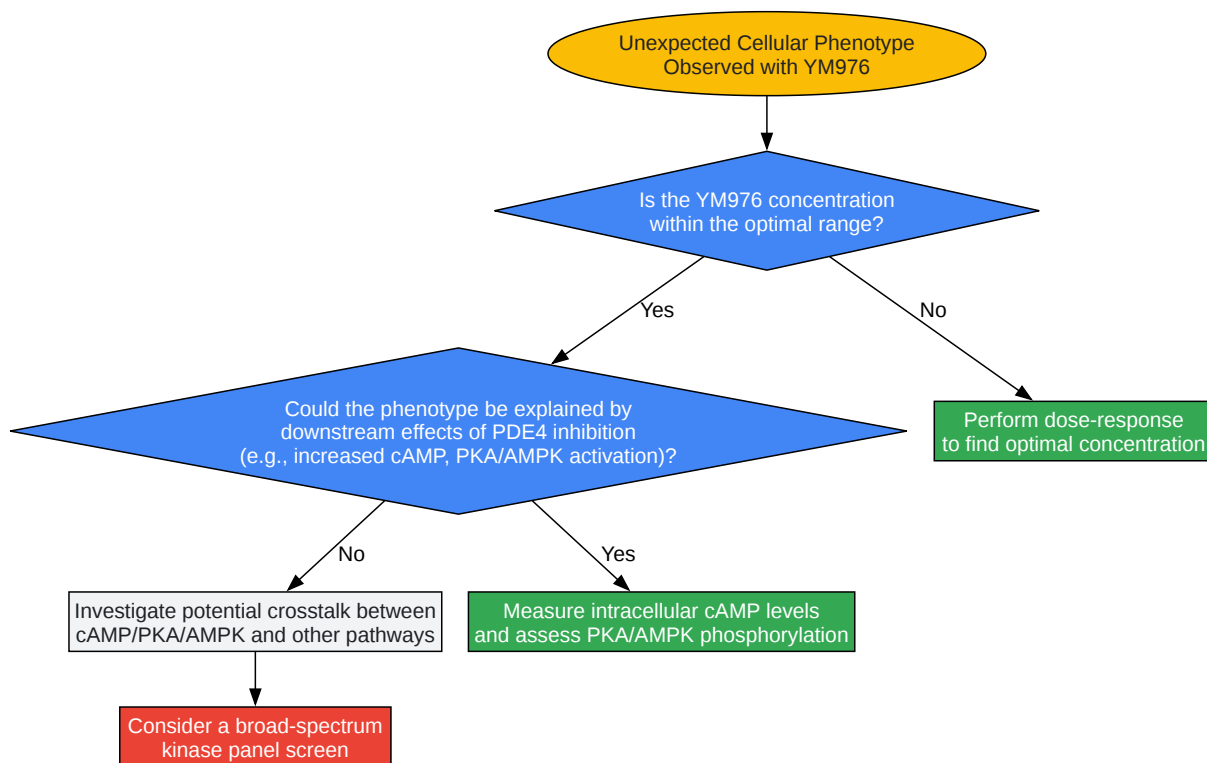 Unexpected Cellular Phenotype
Observed with YM976
Is the YM976 concentration
within the optimal range?
Yes
No
Could the phenotype be explained by
downstream effects of PDE4 inhibition
(e.g., increased cAMP, PKA/AMPK activation)?
Perform dose-response
to find optimal concentration
No
Yes
Investigate potential crosstalk between
cAMP/PKA/AMPK and other pathways
Measure intracellular cAMP levels
and assess PKA/AMPK phosphorylation
Consider a broad-spectrum
kinase panel screen